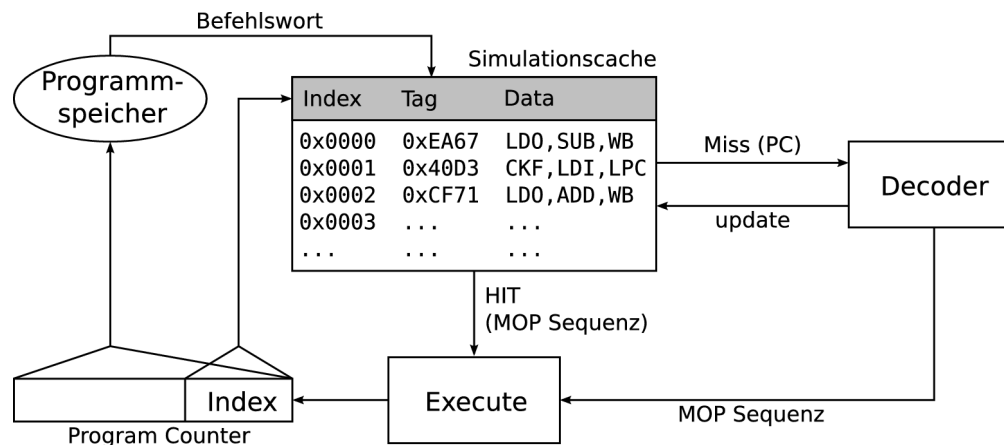 Befehlswort
Programm-
speicher
Simulationscache
Index Tag Data
0x0000 0xEA67 LDO,SUB,WB
0x0001 0x40D3 CKF,LDI,LPC
0x0002 0xCF71 LDO,ADD,WB
0x0003 ... ...
... ... ...
Miss (PC)
Decoder
update
HIT
(MOP Sequenz)
Index
Execute
MOP Sequenz
Program Counter